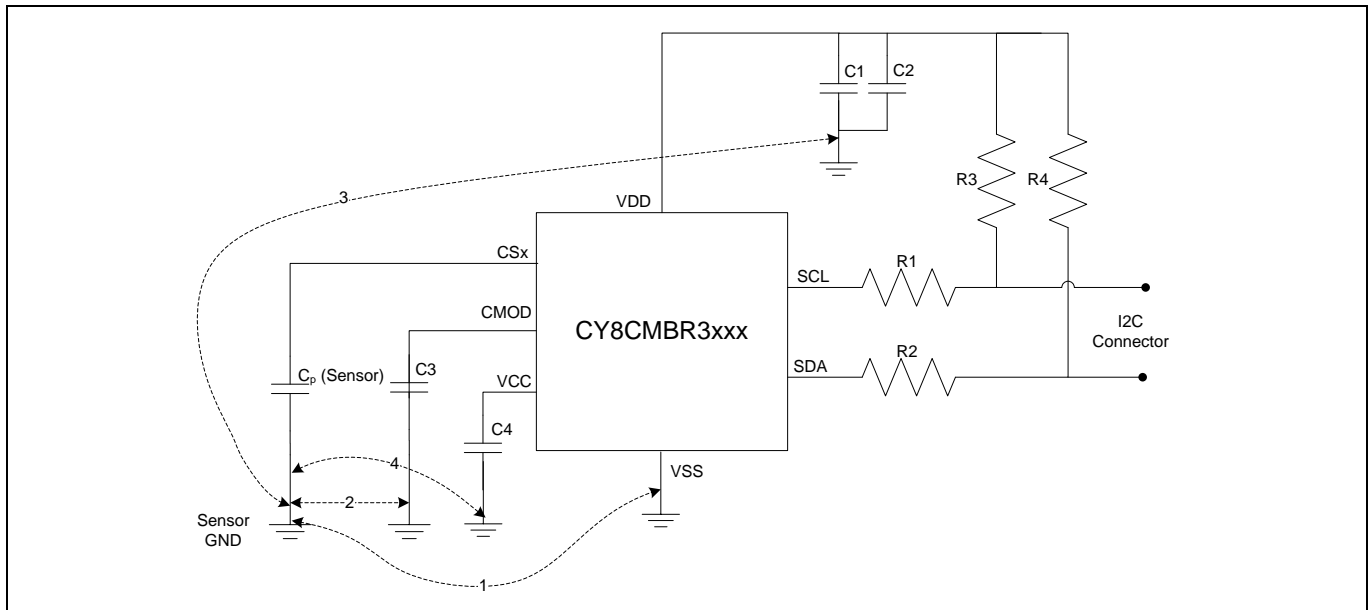 C1
C2
R3
R4
3
VDD
CSx
SCL
R1
CMOD
CY8CMBR3xxx
I2C
Connector
Cp (Sensor)
C3
VCC
SDA
R2
C4
4
VSS
2
Sensor
GND
1